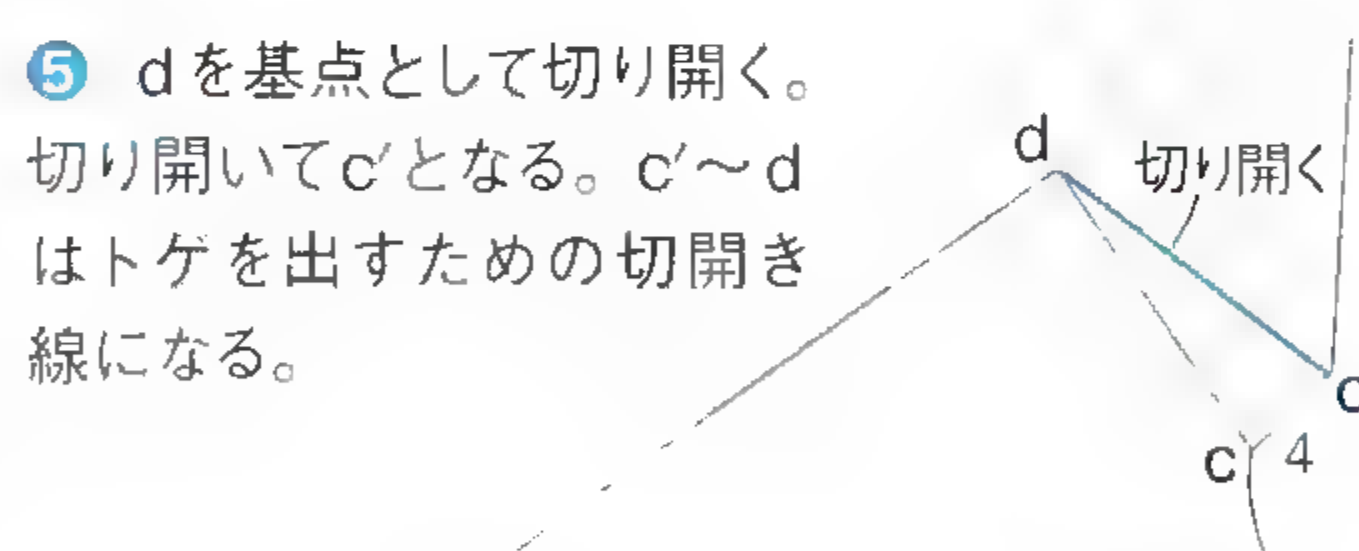 5 dを基点として切り開く。
切り開いてc′となる。c′〜d
はトゲを出すための切開き
線になる。
d
切り開く
c 4